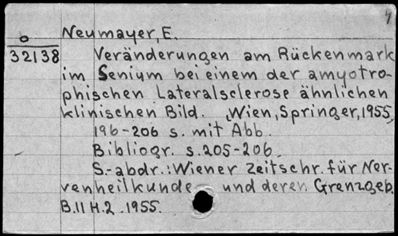 Neumayer, E.
o
32138
Veränderungen am Rückenmark
im Senium bei einem der amyotro-
phischen Lateralsclerose ähnlichen
klinischen Bild. Wien, Springer, 1955,
196-206 s. mit Abb.
Bibliogr. s. 205-206.
S.-abdr.: Wiener Zeitschr. für Ner-
venheilkunde und deren Grenzgeb.
B. 11 H. 2. 1955.